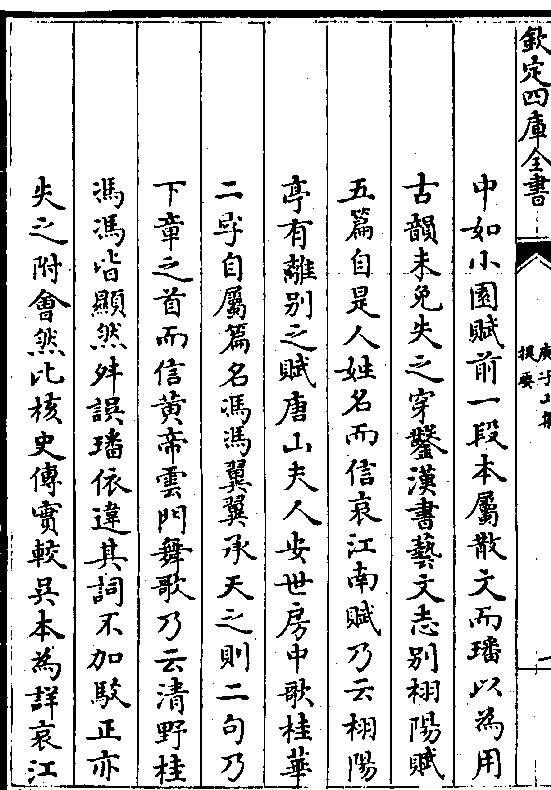 欽定四庫全書
提要
中如小園賦前一段本屬散文而璠以為用
古韻未免失之穿鑿漢書藝文志别栩陽賦
五篇自是人姓名而信哀江南賦乃云栩陽
亭有離别之賦唐山夫人安世房中歌桂華
二字自屬篇名馮馮翼翼承天之則二句乃
下章之首而信黄帝雲門舞歌乃云清野桂
馮馮皆顯然舛誤璠依違其詞不加駁正亦
失之附會然比核史傳實較吳本為詳哀江